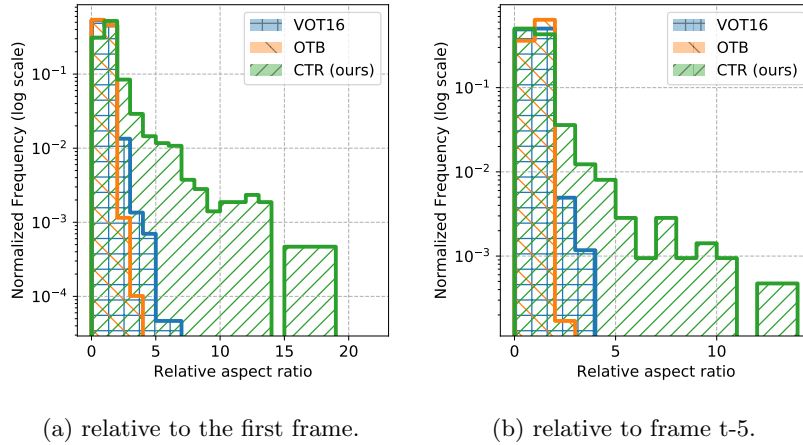 VOT16
OTB
CTR (ours)
Normalized Frequency (log scale)
10⁻¹
10⁻²
10⁻³
10⁻⁴
0 5 10 15 20
Relative aspect ratio
(a) relative to the first frame.
VOT16
OTB
CTR (ours)
Normalized Frequency (log scale)
10⁻¹
10⁻²
10⁻³
0 5 10
Relative aspect ratio
(b) relative to frame t-5.